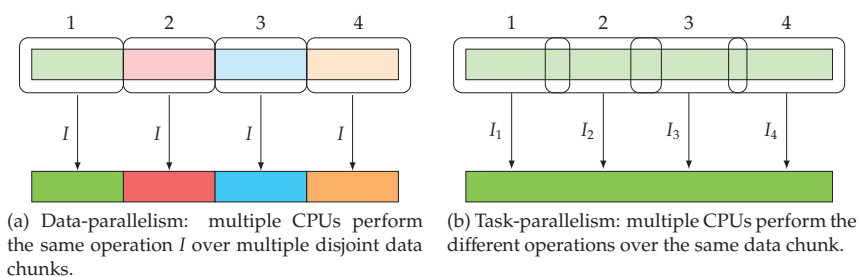 1 2 3 4
I I I I
(a) Data-parallelism: multiple CPUs perform
the same operation I over multiple disjoint data
chunks.
1 2 3 4
I1 I2 I3 I4
(b) Task-parallelism: multiple CPUs perform the
different operations over the same data chunk.